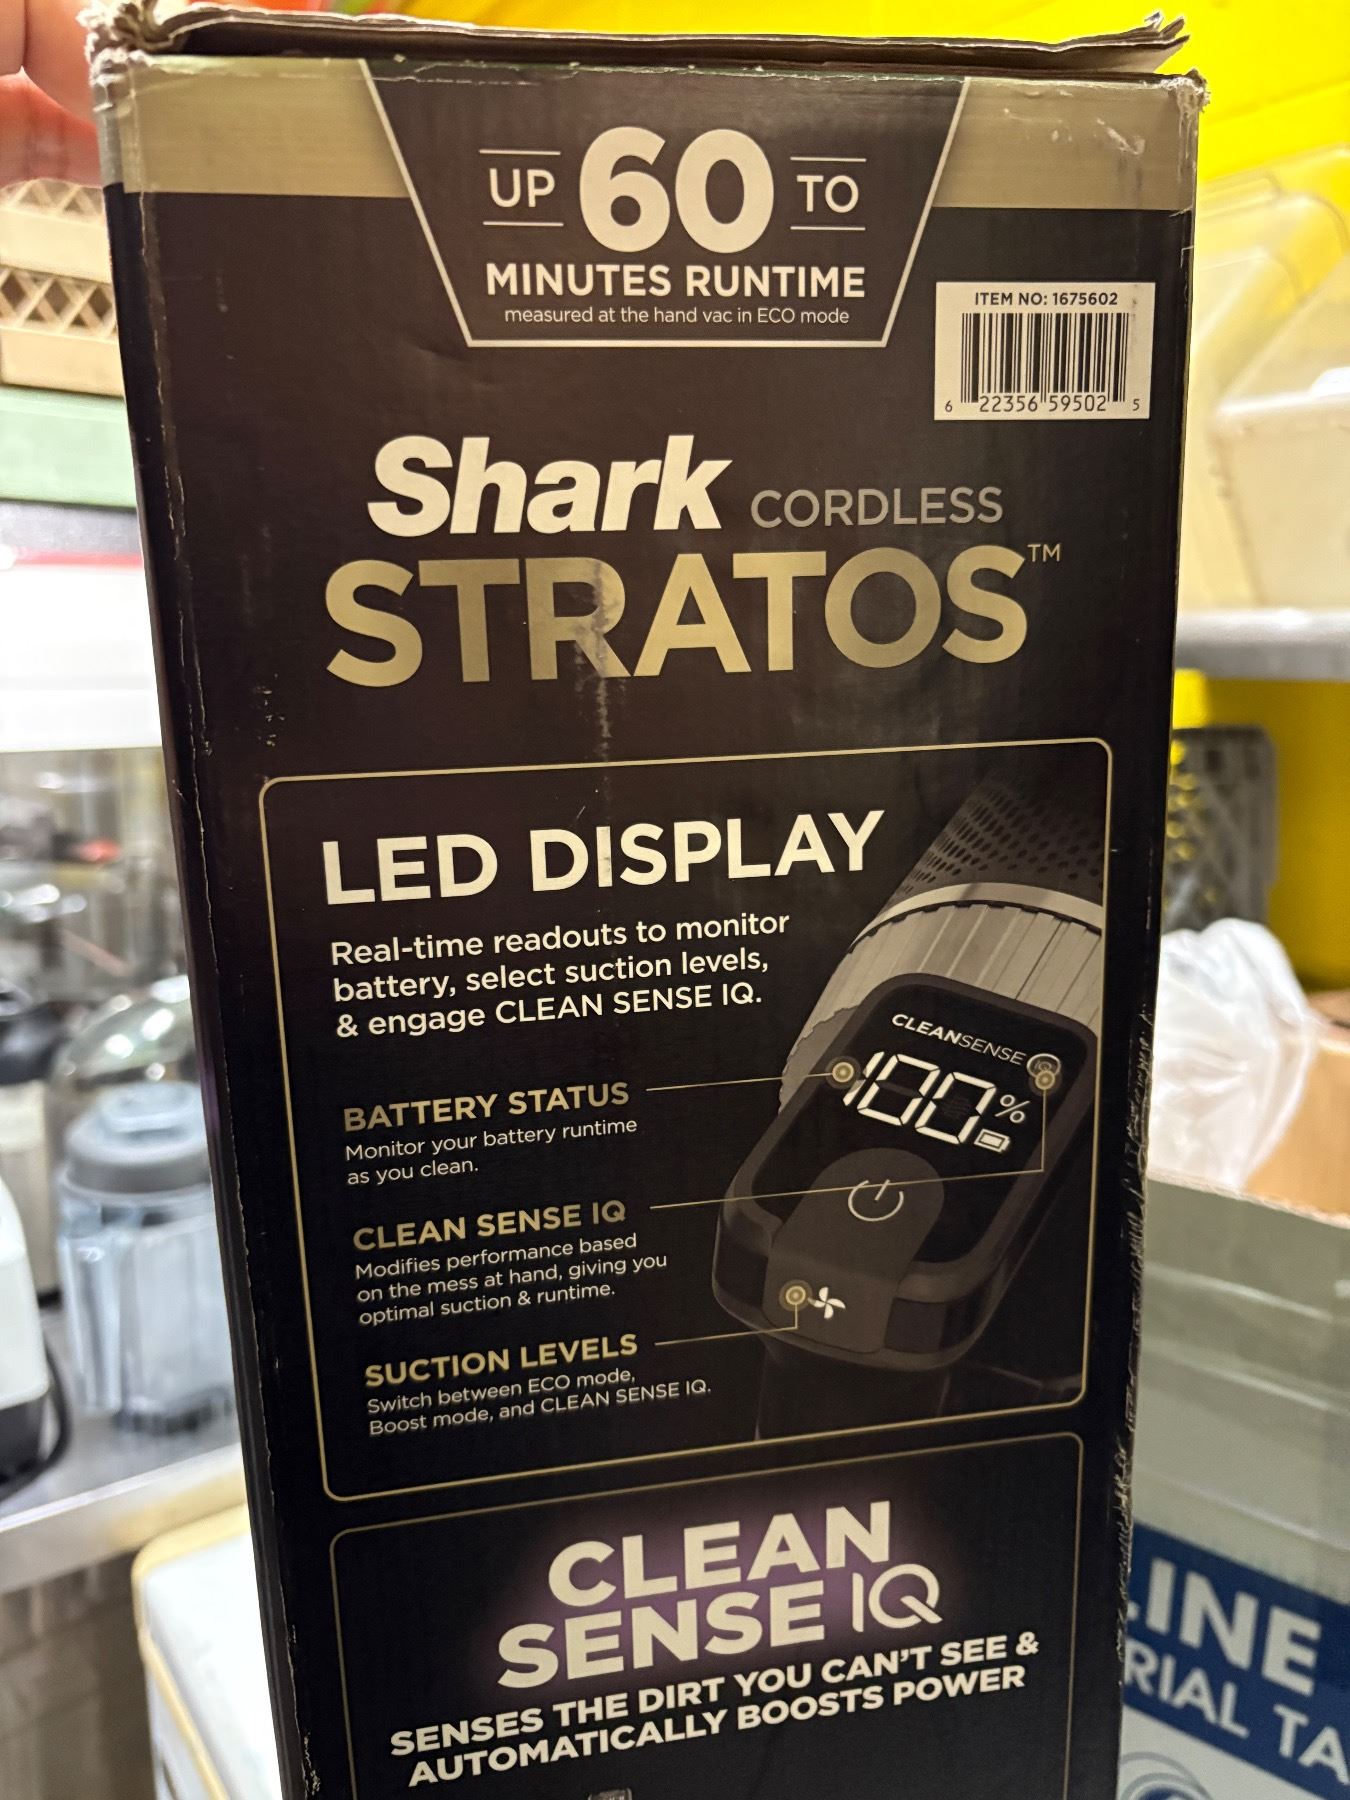 UP 60 TO
MINUTES RUNTIME
measured at the hand vac in ECO mode
ITEM NO: 1675602
6 22356 59502 5
Shark CORDLESS
STRATOS™
LED DISPLAY
Real-time readouts to monitor
battery, select suction levels,
& engage CLEAN SENSE IQ.
CLEANSENSE IQ
100%
BATTERY STATUS
Monitor your battery runtime
as you clean.
CLEAN SENSE IQ
Modifies performance based
on the mess at hand, giving you
optimal suction & runtime.
SUCTION LEVELS
Switch between ECO mode,
Boost mode, and CLEAN SENSE IQ.
CLEAN
SENSE IQ
SENSES THE DIRT YOU CAN'T SEE &
AUTOMATICALLY BOOSTS POWER
INE
RIAL TA